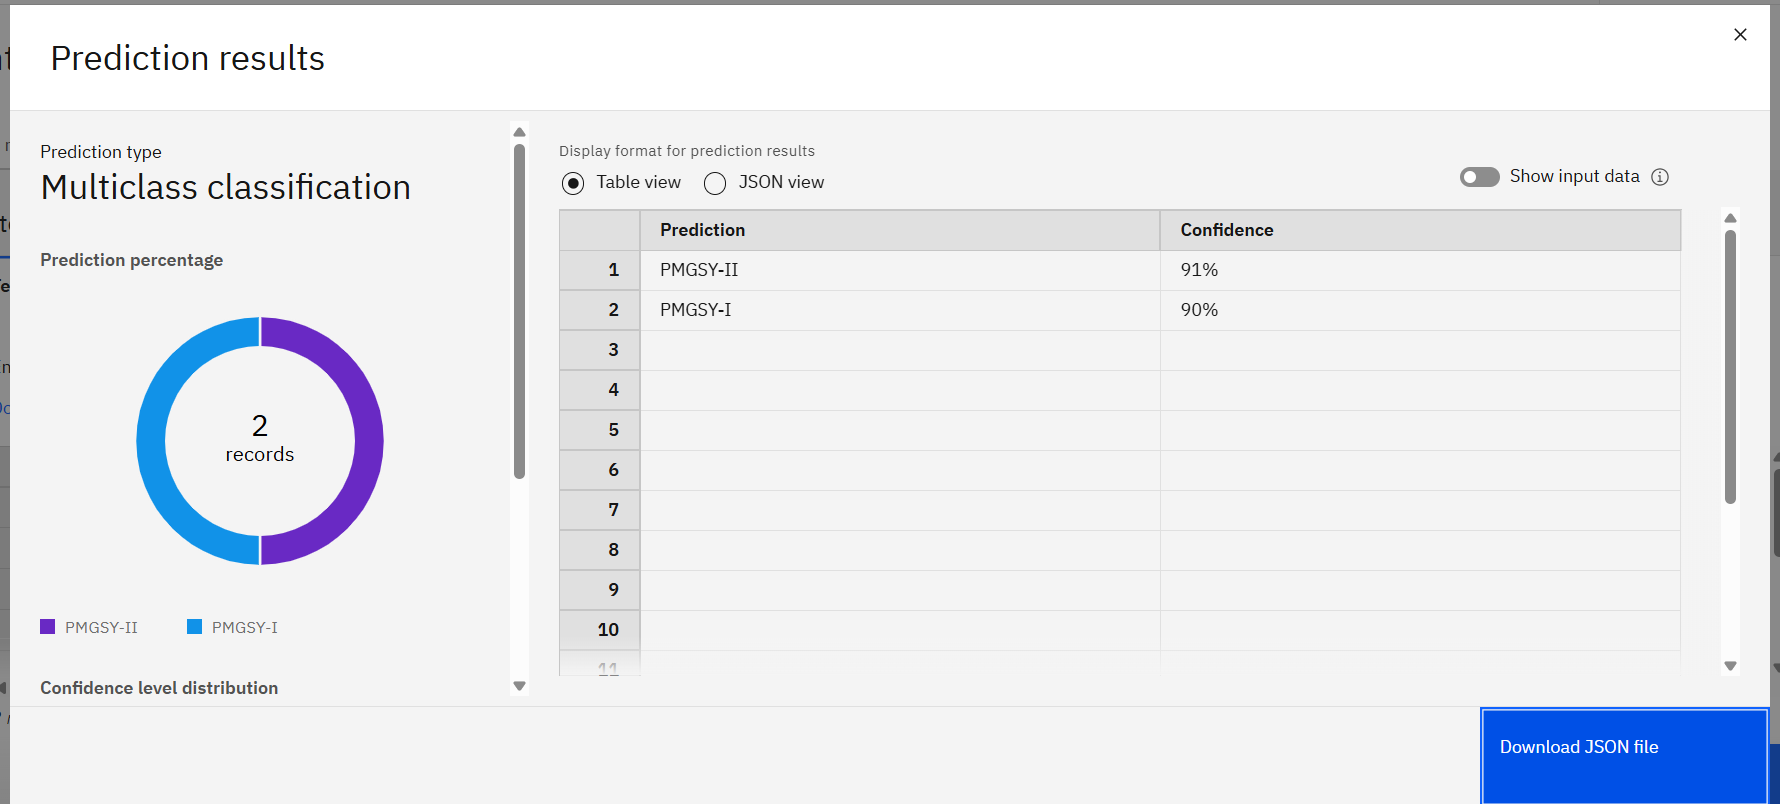 Prediction results
Prediction type
Multiclass classification
Prediction percentage
2
records
PMGSY-II PMGSY-I
Confidence level distribution
Display format for prediction results
Table view JSON view
Show input data
Prediction Confidence
1 PMGSY-II 91%
2 PMGSY-I 90%
3
4
5
6
7
8
9
10
11
Download JSON file